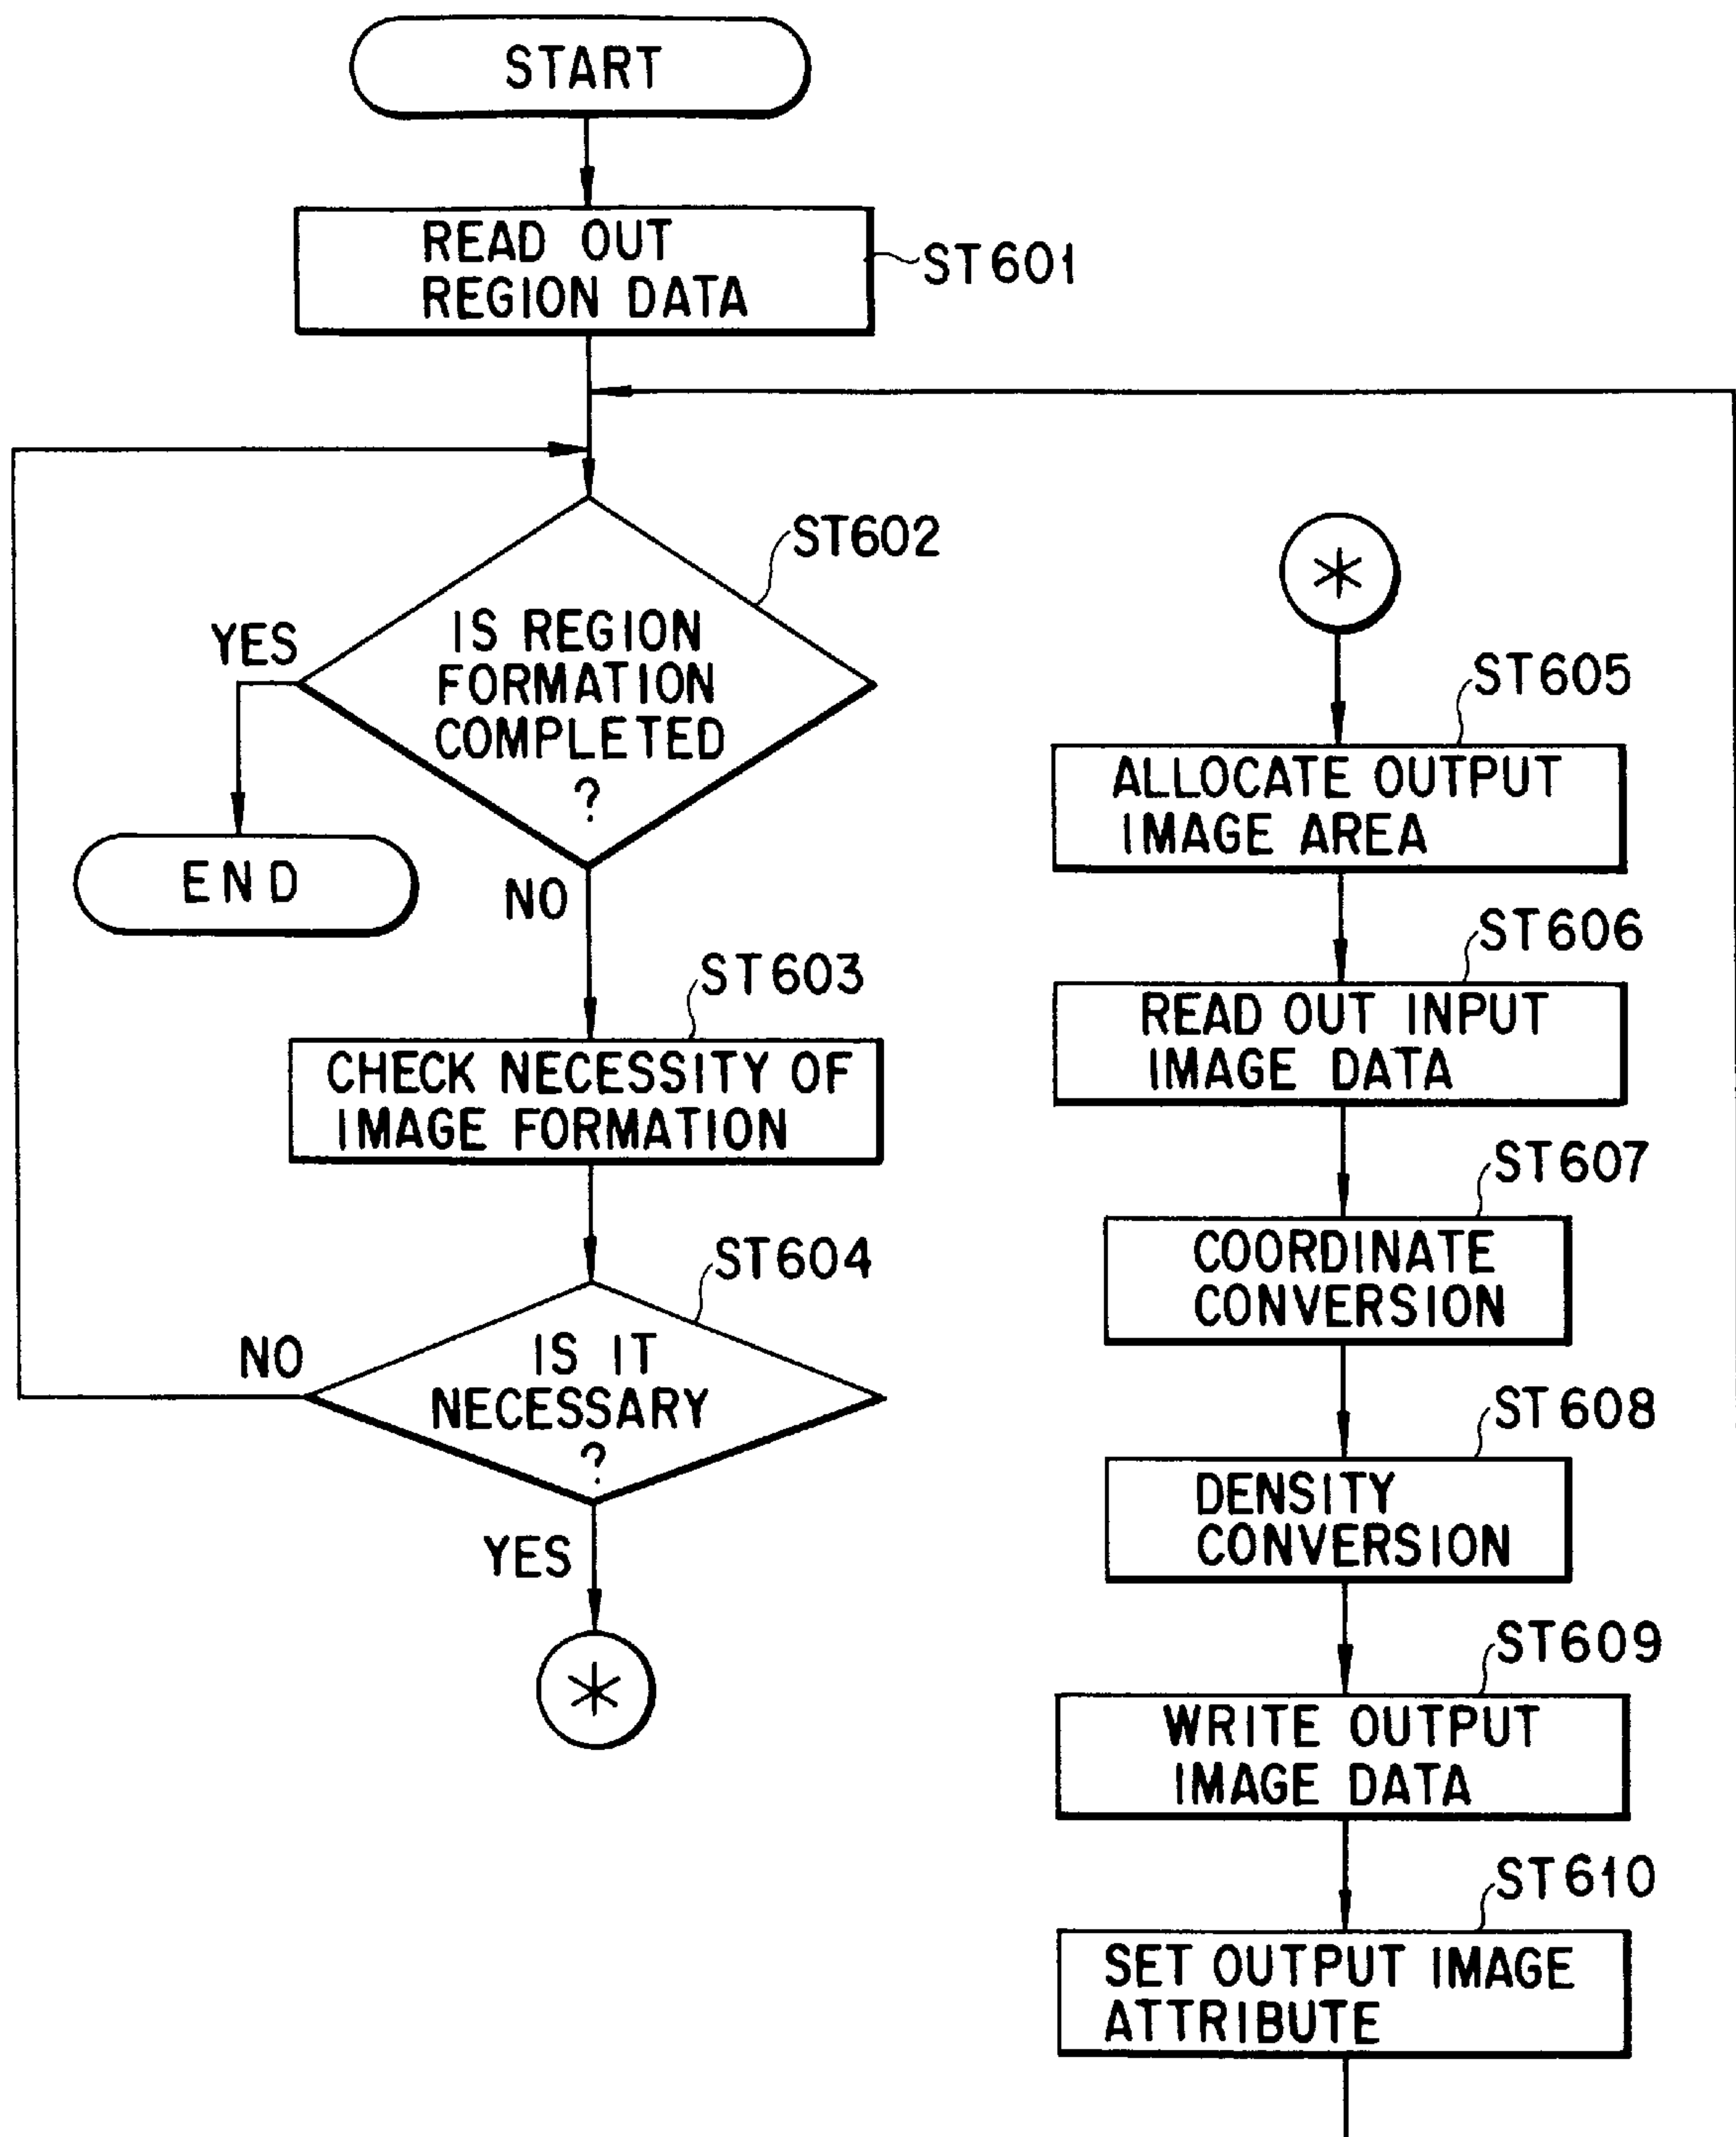 START
READ OUT
REGION DATA
ST601
ST602
IS REGION
FORMATION
COMPLETED
?
YES
END
NO
ST603
CHECK NECESSITY OF
IMAGE FORMATION
ST604
IS IT
NECESSARY
?
NO
YES
*
*
ST605
ALLOCATE OUTPUT
IMAGE AREA
ST606
READ OUT INPUT
IMAGE DATA
ST607
COORDINATE
CONVERSION
ST608
DENSITY
CONVERSION
ST609
WRITE OUTPUT
IMAGE DATA
ST610
SET OUTPUT IMAGE
ATTRIBUTE